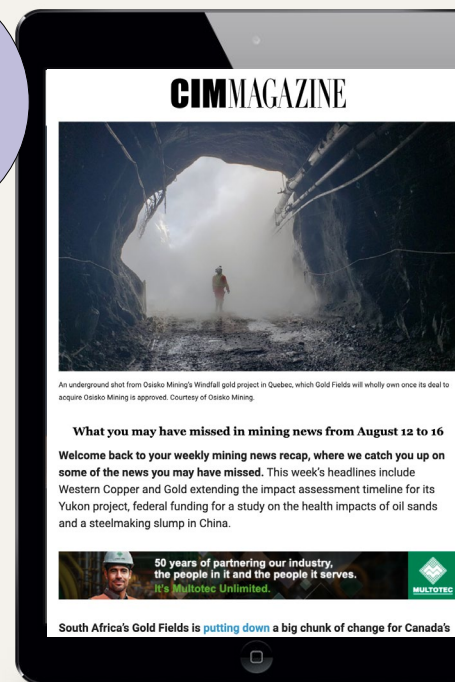 CIMMAGAZINE
An underground shot from Osisko Mining's Windfall gold project in Quebec, which Gold Fields will wholly own once its deal to
acquire Osisko Mining is approved. Courtesy of Osisko Mining.
What you may have missed in mining news from August 12 to 16
Welcome back to your weekly mining news recap, where we catch you up on
some of the news you may have missed. This week's headlines include
Western Copper and Gold extending the impact assessment timeline for its
Yukon project, federal funding for a study on the health impacts of oil sands
and a steelmaking slump in China.
50 years of partnering our industry,
the people in it and the people it serves.
It's Multotec Unlimited.
MULTOTEC
South Africa's Gold Fields is putting down a big chunk of change for Canada's